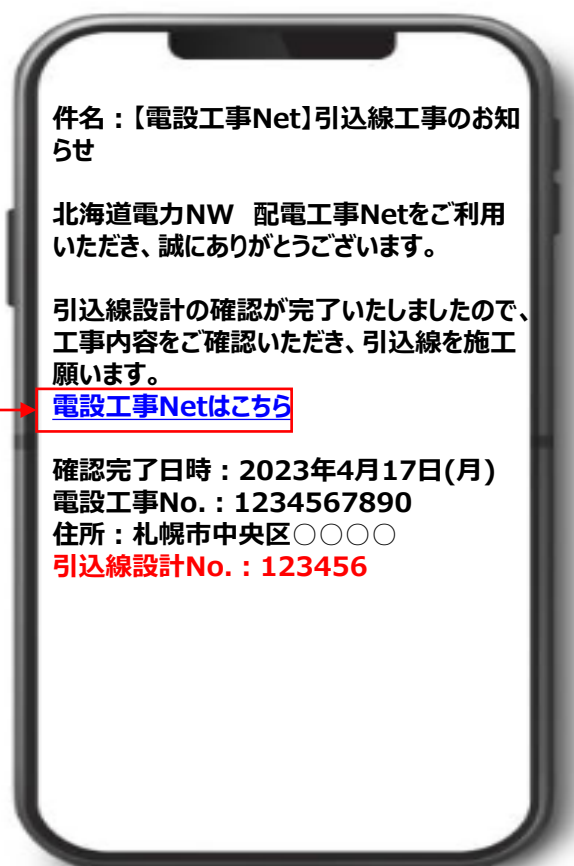 件名：【電設工事Net】引込線工事のお知
らせ
北海道電力NW　配電工事Netをご利用
いただき、誠にありがとうございます。
引込線設計の確認が完了いたしましたので、
工事内容をご確認いただき、引込線を施工
願います。
電設工事Netはこちら
確認完了日時：2023年4月17日(月)
電設工事No.：1234567890
住所：札幌市中央区○○○○
引込線設計No.：123456